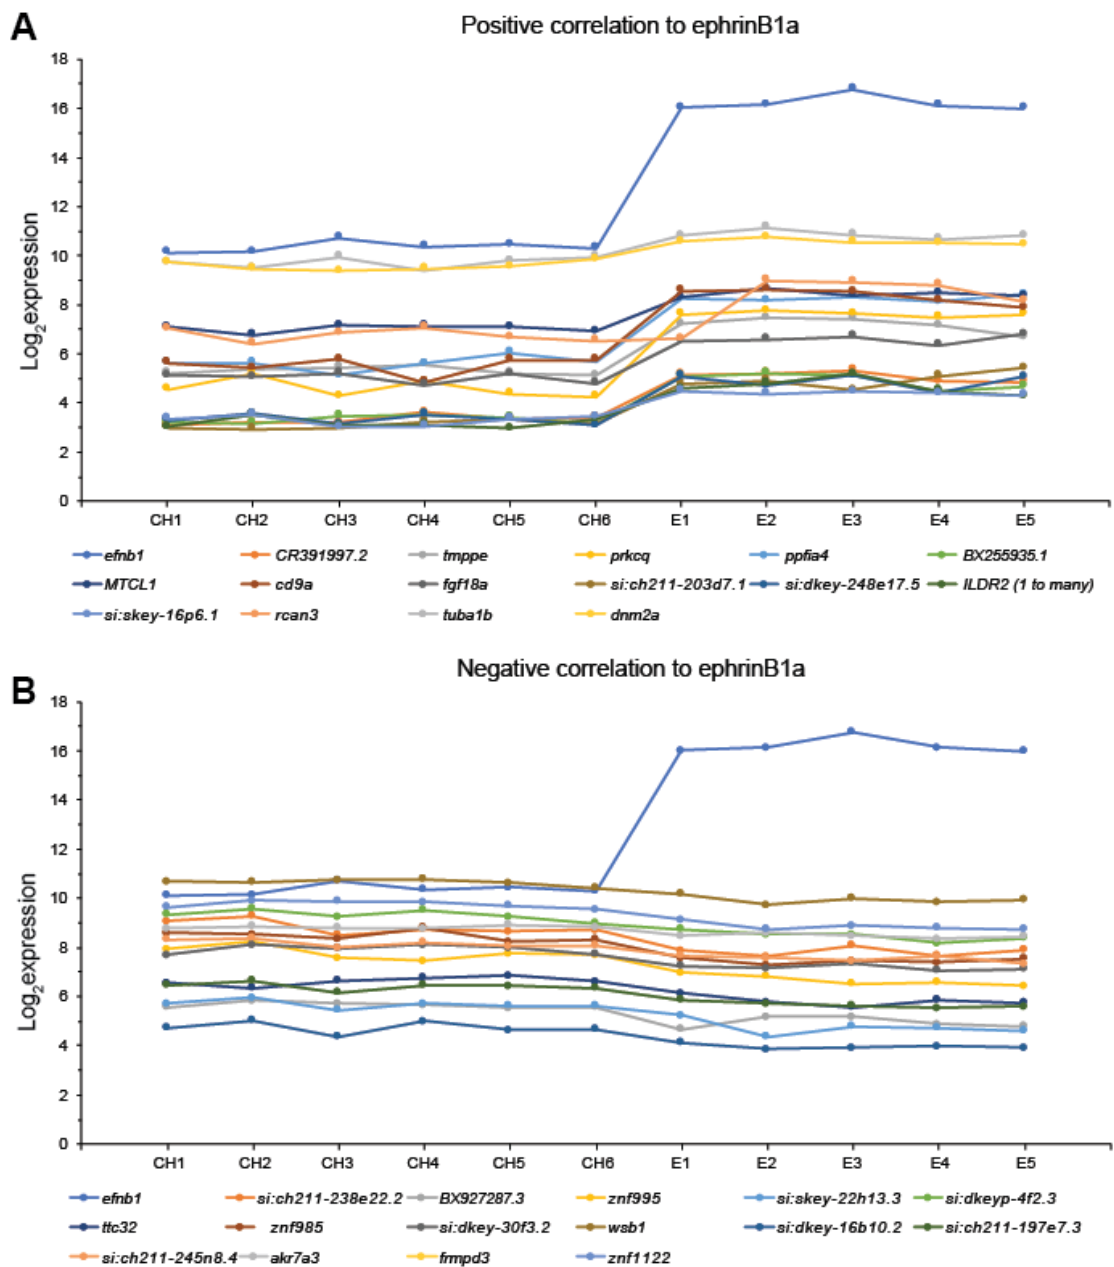 A
Positive correlation to ephrinB1a
18
16
14
12
10
8
6
4
2
0
Log2expression
CH1 CH2 CH3 CH4 CH5 CH6 E1 E2 E3 E4 E5
efnb1 CR391997.2 tmppe prkcq ppfia4 BX255935.1
MTCL1 cd9a fgf18a si:ch211-203d7.1 si:dkey-248e17.5 ILDR2 (1 to many)
si:skey-16p6.1 rcan3 tuba1b dnm2a
B
Negative correlation to ephrinB1a
18
16
14
12
10
8
6
4
2
0
Log2expression
CH1 CH2 CH3 CH4 CH5 CH6 E1 E2 E3 E4 E5
efnb1 si:ch211-238e22.2 BX927287.3 znf995 si:skey-22h13.3 si:dkeyp-4f2.3
ttc32 znf985 si:dkey-30f3.2 wsb1 si:dkey-16b10.2 si:ch211-197e7.3
si:ch211-245n8.4 akr7a3 frmpd3 znf1122